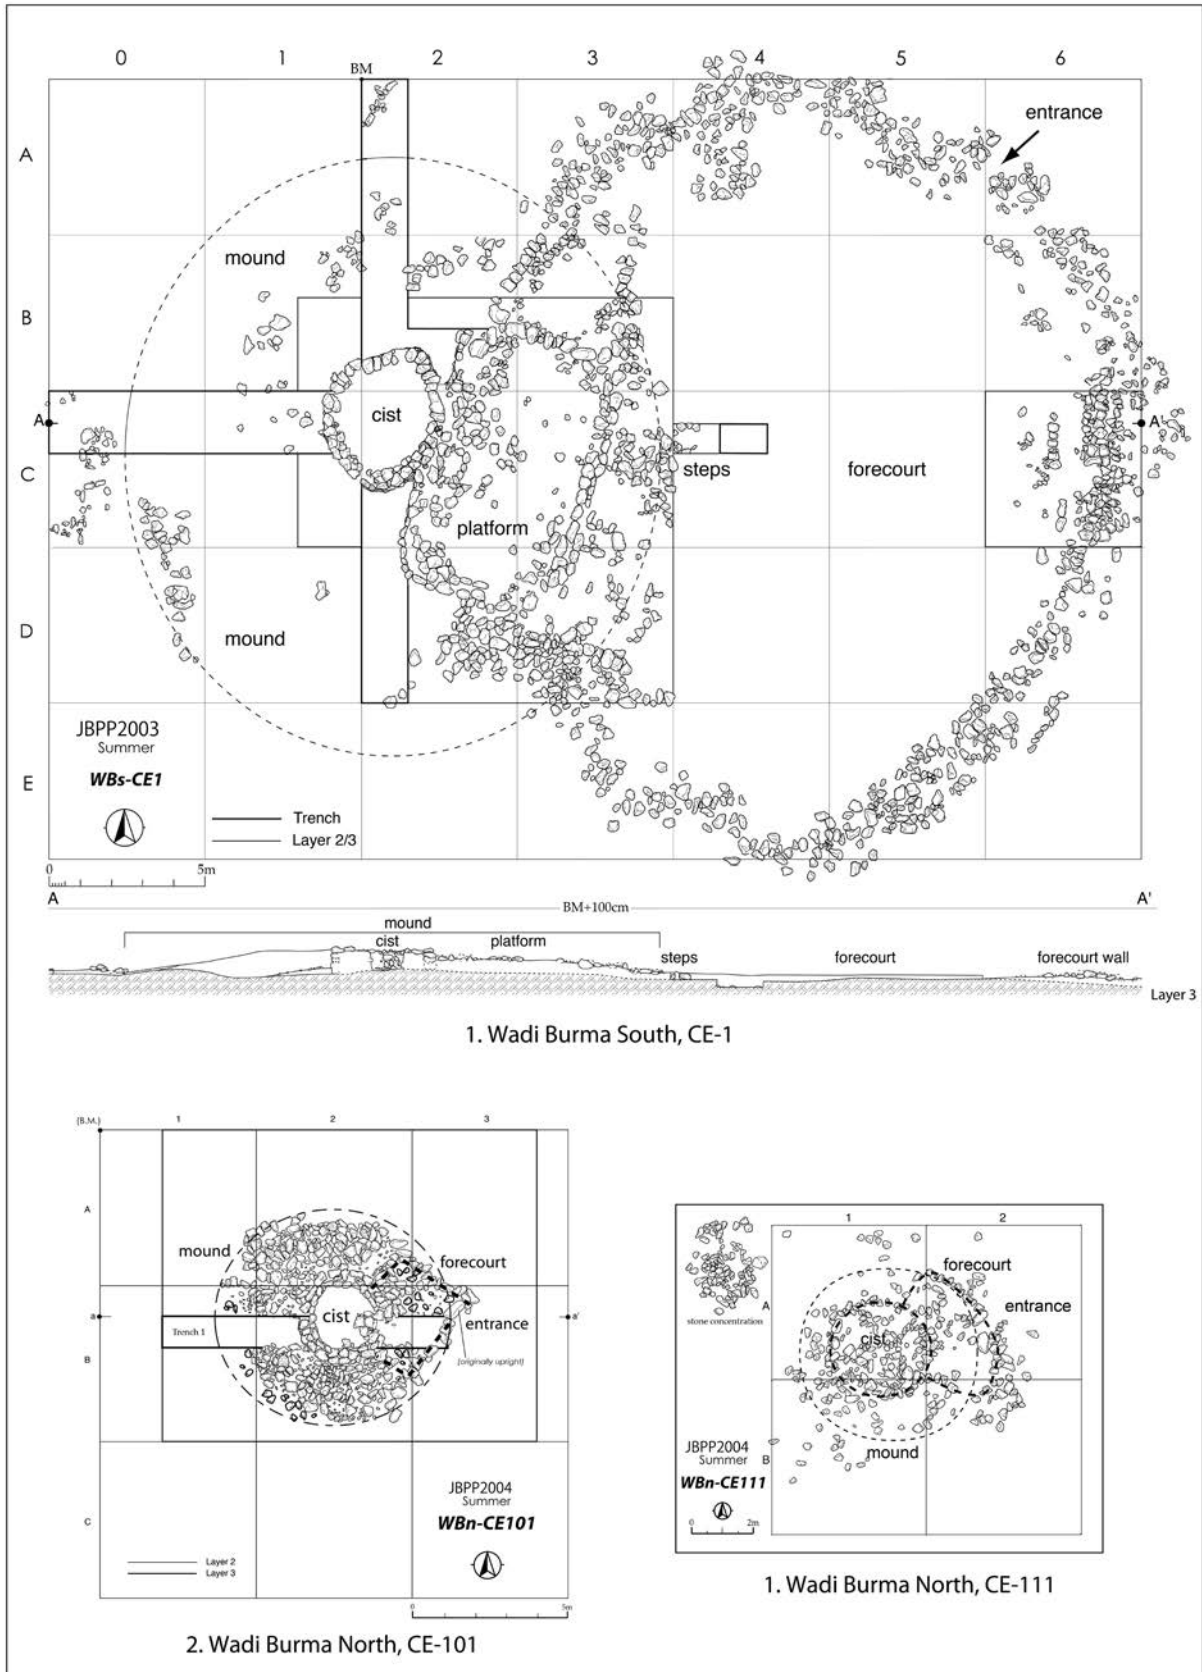 0 1 2 3 4 5 6
BM
entrance
A
mound
B
A
cist
A'
C
steps
forecourt
platform
D
mound
JBPP2003
Summer
WBs-CE1
E
Trench
Layer 2/3
0 5m
A A'
BM+100cm
mound
cist platform
steps forecourt forecourt wall
Layer 3
1. Wadi Burma South, CE-1
(B.M.) 1 2 3
A
mound
forecourt
a cist a'
entrance
Trench 1
B
(originally upright)
JBPP2004
Summer
WBn-CE101
C
Layer 2
Layer 3
0 5m
2. Wadi Burma North, CE-101
1 2
forecourt
A
entrance
stone concentration
cist
mound
JBPP2004
Summer
B
WBn-CE111
0 2m
1. Wadi Burma North, CE-111